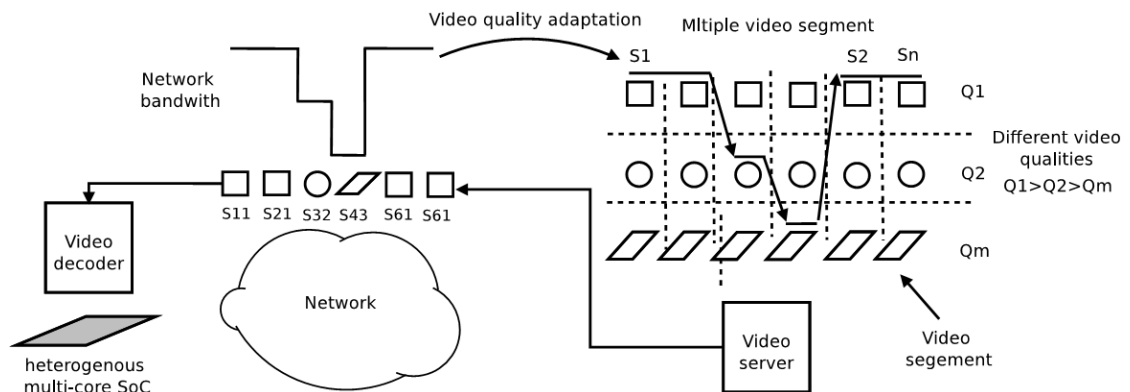 Video quality adaptation
Mltiple video segment
S1
S2
Sn
Network
bandwith
Q1
Different video
qualities
Q1>Q2>Qm
Q2
S11
S21
S32
S43
S61
S61
Video
decoder
Qm
Network
Video
server
Video
segement
heterogenous
multi-core SoC